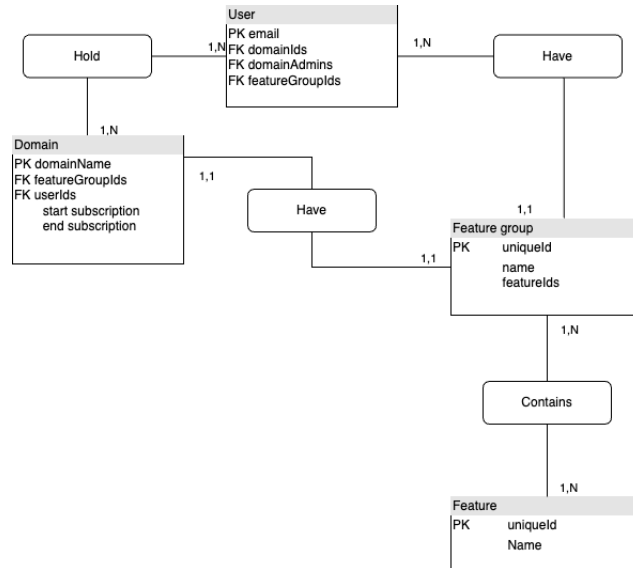 User
PK email
FK domainIds
FK domainAdmins
FK featureGroupIds
Hold
1,N
1,N
Have
1,N
Domain
PK domainName
FK featureGroupIds
FK userIds
start subscription
end subscription
1,1
Have
1,1
1,1
Feature group
PK uniqueId
name
featureIds
1,N
Contains
1,N
Feature
PK uniqueId
Name